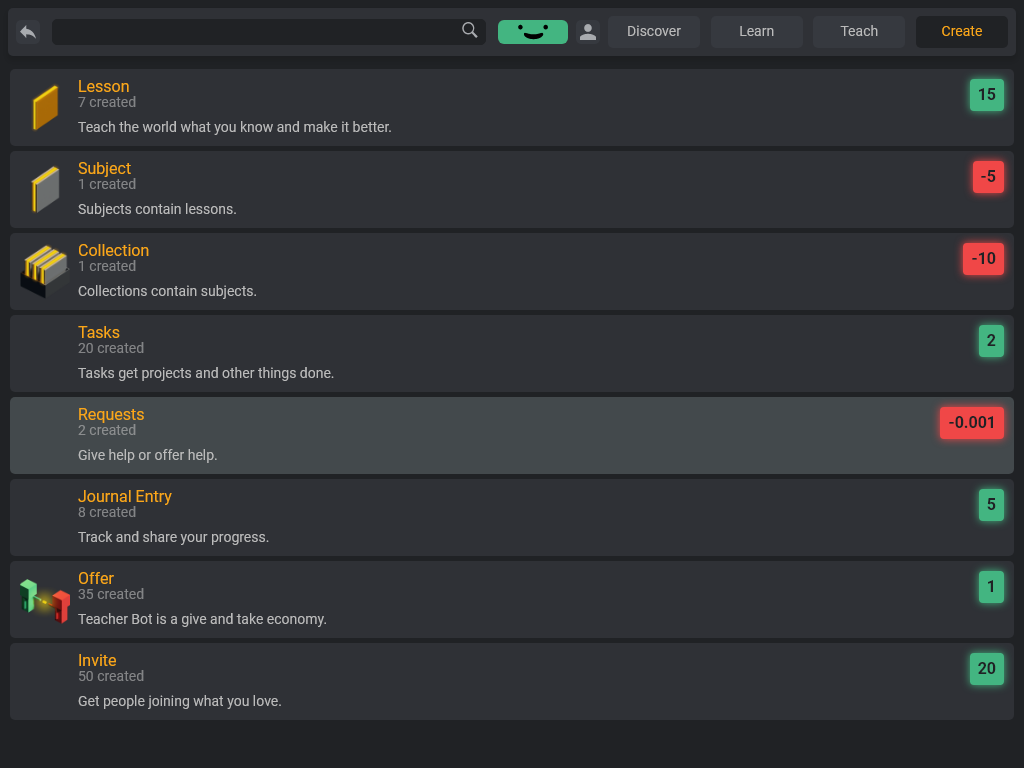 Discover
Learn
Teach
Create
Lesson
15
7 created
Teach the world what you know and make it better.
Subject
-5
1 created
Subjects contain lessons.
Collection
-10
1 created
Collections contain subjects.
Tasks
2
20 created
Tasks get projects and other things done.
Requests
-0.001
2 created
Give help or offer help.
Journal Entry
5
8 created
Track and share your progress.
Offer
1
35 created
Teacher Bot is a give and take economy.
Invite
20
50 created
Get people joining what you love.